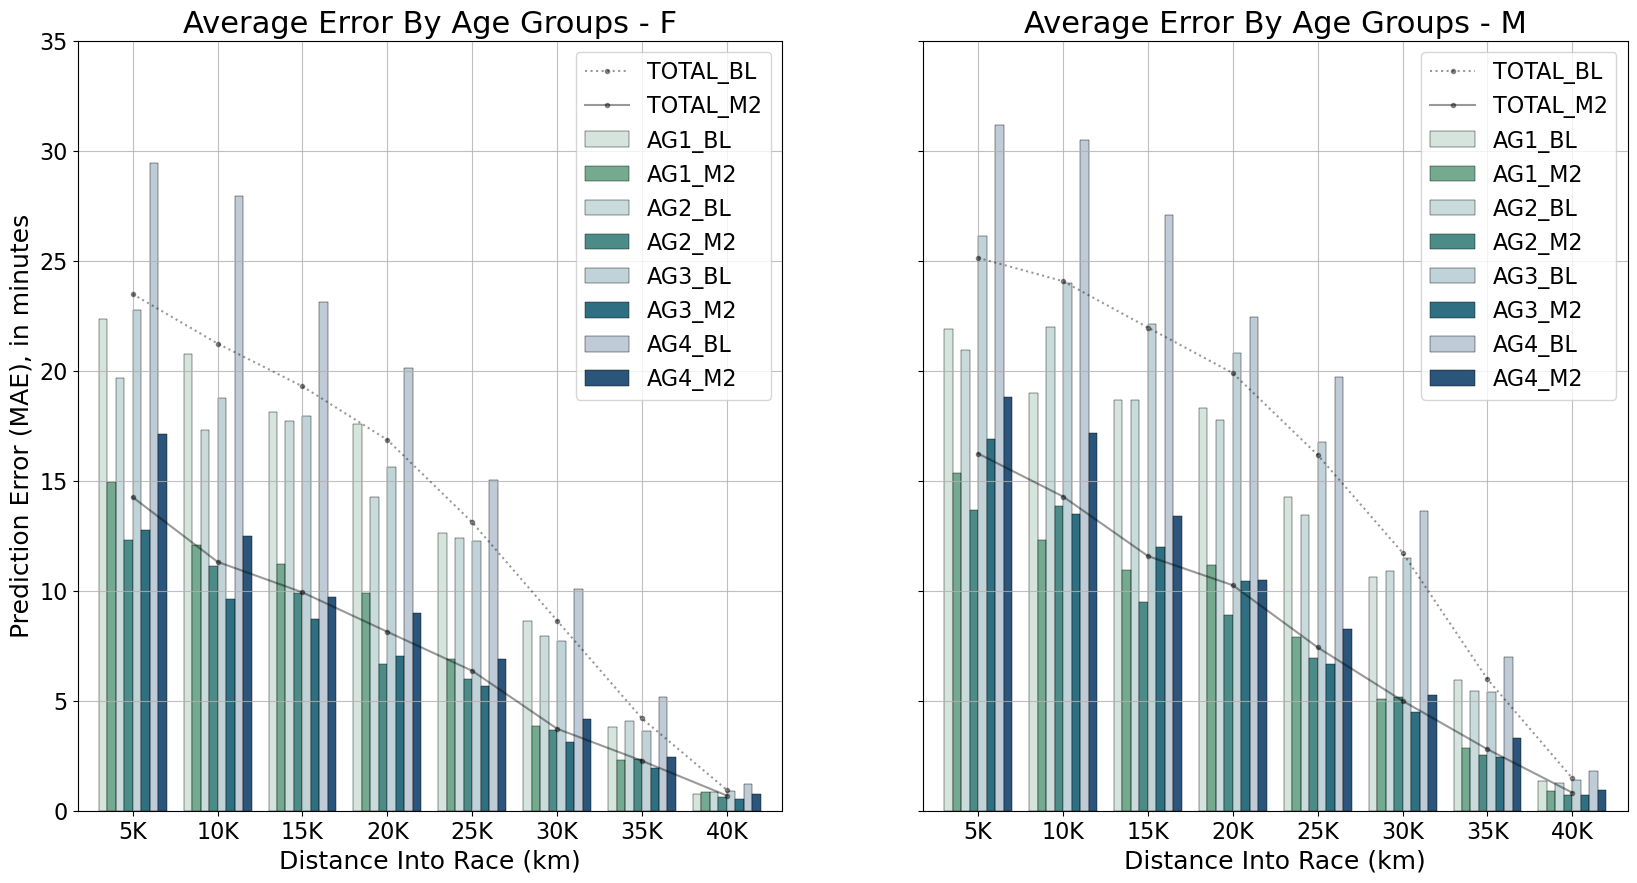 Average Error By Age Groups - F
Prediction Error (MAE), in minutes
35
30
25
20
15
10
5
0
TOTAL_BL
TOTAL_M2
AG1_BL
AG1_M2
AG2_BL
AG2_M2
AG3_BL
AG3_M2
AG4_BL
AG4_M2
5K 10K 15K 20K 25K 30K 35K 40K
Distance Into Race (km)
Average Error By Age Groups - M
TOTAL_BL
TOTAL_M2
AG1_BL
AG1_M2
AG2_BL
AG2_M2
AG3_BL
AG3_M2
AG4_BL
AG4_M2
5K 10K 15K 20K 25K 30K 35K 40K
Distance Into Race (km)